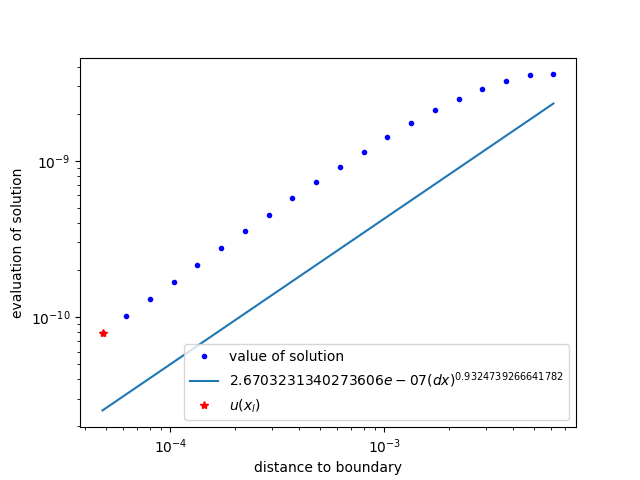 evaluation of solution
10⁻⁹
10⁻¹⁰
value of solution
2.6703231340273606e − 07(dx)^0.9324739266641782
u(x_l)
10⁻⁴
10⁻³
distance to boundary